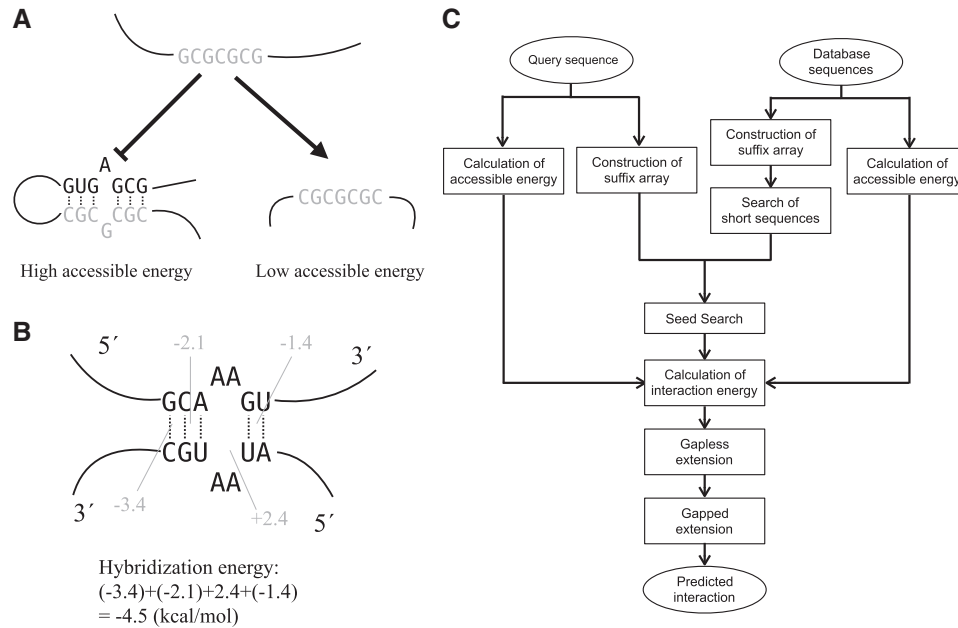 A
GCGCGCG
A
GUG GCG
CGC CGC
G
High accessible energy
CGCGCGC
Low accessible energy
B
5′
-2.1
-1.4
3′
AA
GCA GU
CGU UA
AA
3′
-3.4
+2.4
5′
Hybridization energy:
(-3.4)+(-2.1)+2.4+(-1.4)
= -4.5 (kcal/mol)
C
Query sequence
Database
sequences
Calculation of
accessible energy
Construction of
suffix array
Construction of
suffix array
Search of
short sequences
Calculation of
accessible energy
Seed Search
Calculation of
interaction energy
Gapless
extension
Gapped
extension
Predicted
interaction